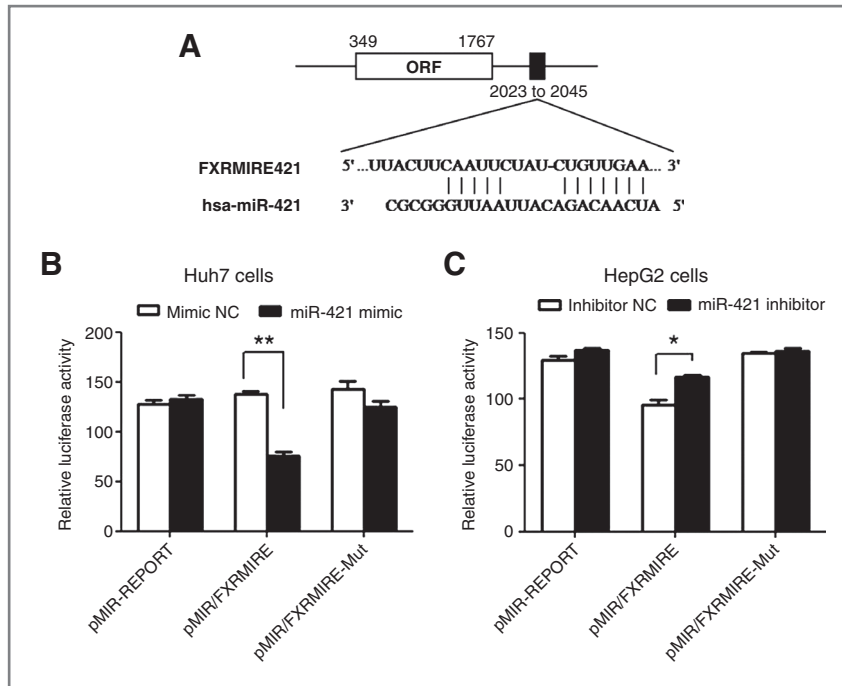 A
349 1767
ORF
2023 to 2045
FXRMIRE421 5' ...UUACUUCAAUUCUAU-CUGUUGAA... 3'
hsa-miR-421 3' CGCGGGUUAAUUACAGACAACUA 5'
B
Huh7 cells
Mimic NC miR-421 mimic
Relative luciferase activity
200
150
100
50
0
**
pMIR-REPORT
pMIR/FXRMIRE
pMIR/FXRMIRE-Mut
C
HepG2 cells
Inhibitor NC miR-421 inhibitor
Relative luciferase activity
150
100
50
0
*
pMIR-REPORT
pMIR/FXRMIRE
pMIR/FXRMIRE-Mut